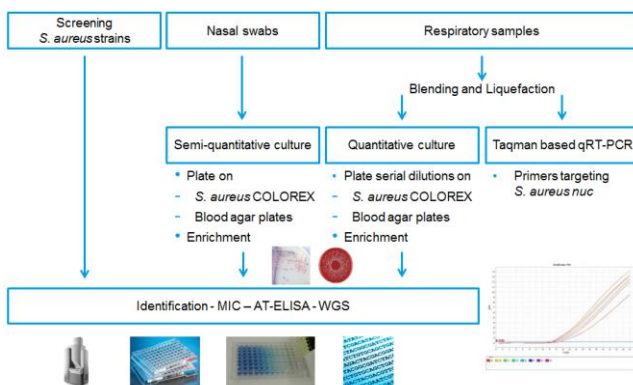 Screening
S. aureus strains
Nasal swabs
Respiratory samples
Blending and Liquefaction
Semi-quantitative culture
Quantitative culture
Taqman based qRT-PCR
• Plate on
- S. aureus COLOREX
- Blood agar plates
• Enrichment
• Plate serial dilutions on
- S. aureus COLOREX
- Blood agar plates
• Enrichment
• Primers targeting
S. aureus nuc
Identification - MIC – AT-ELISA - WGS